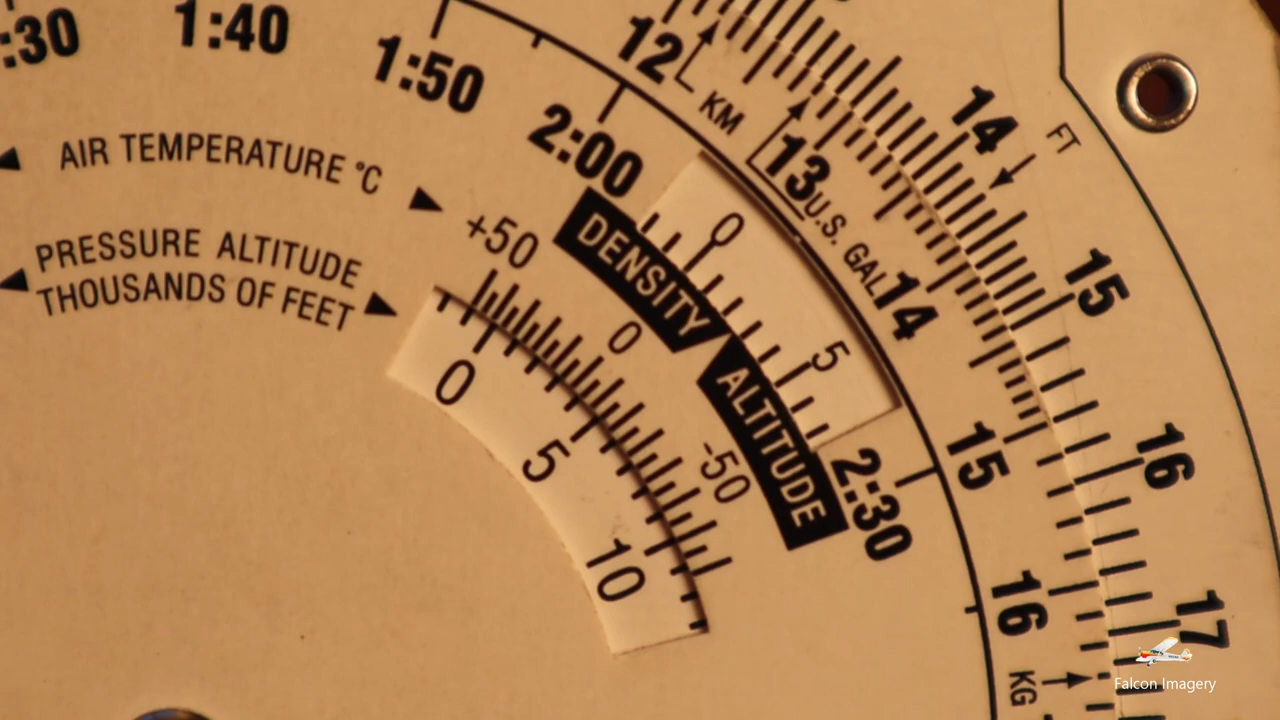 :30
1:40
1:50
2:00
2:30
AIR TEMPERATURE °C
PRESSURE ALTITUDE
THOUSANDS OF FEET
+50
0
-50
0
5
10
DENSITY
ALTITUDE
0
5
12
KM
13
U.S. GAL
14
15
16
KG
14
FT
15
16
17
Falcon Imagery